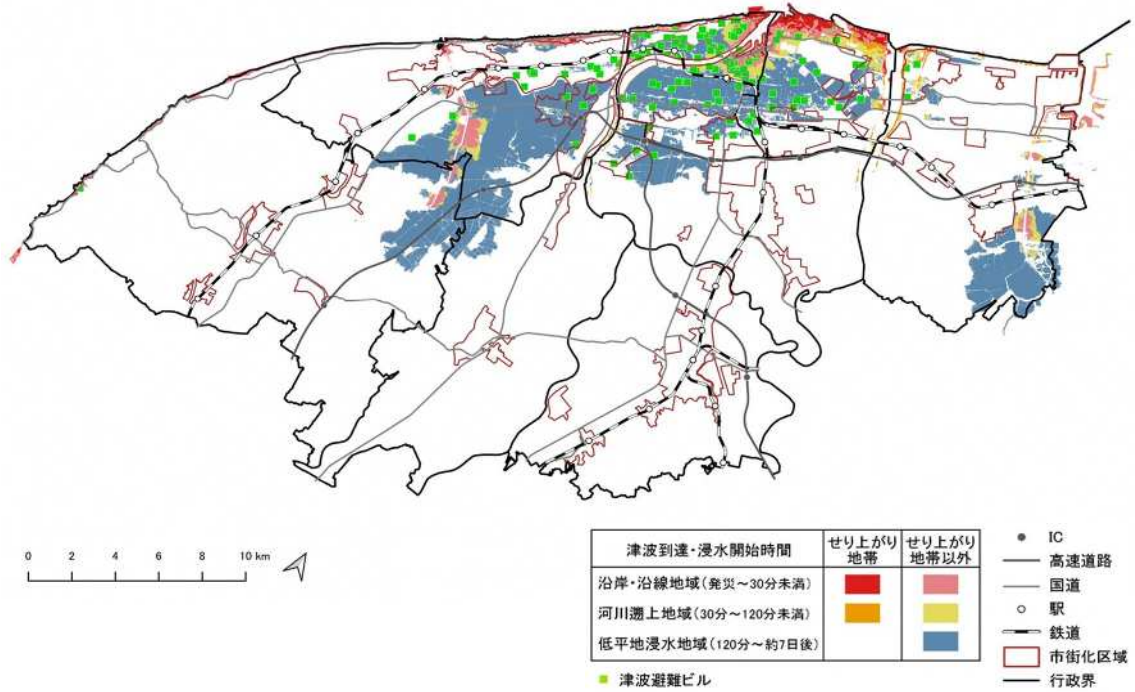 0 2 4 6 8 10 km
津波到達・浸水開始時間
せり上がり
地帯
せり上がり
地帯以外
沿岸・沿線地域(発災～30分未満)
河川遡上地域(30分～120分未満)
低平地浸水地域(120分～約7日後)
津波避難ビル
IC
高速道路
国道
駅
鉄道
市街化区域
行政界